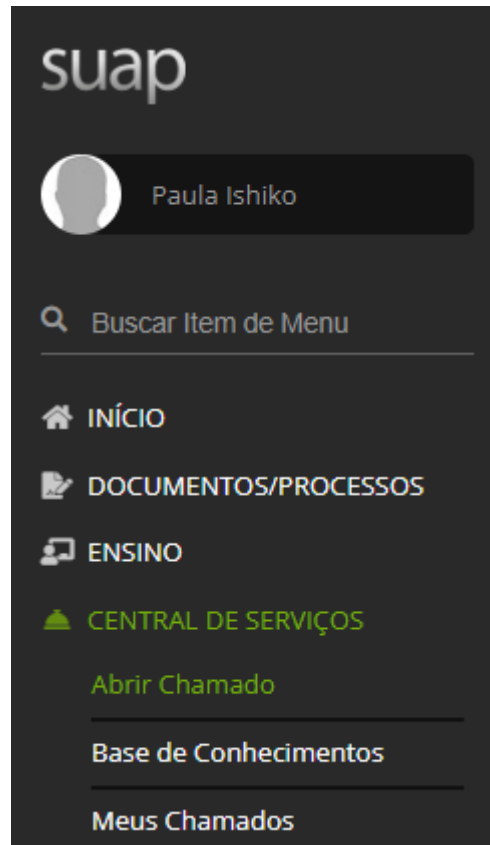 suap
Paula Ishiko
Buscar Item de Menu
INÍCIO
DOCUMENTOS/PROCESSOS
ENSINO
CENTRAL DE SERVIÇOS
Abrir Chamado
Base de Conhecimentos
Meus Chamados